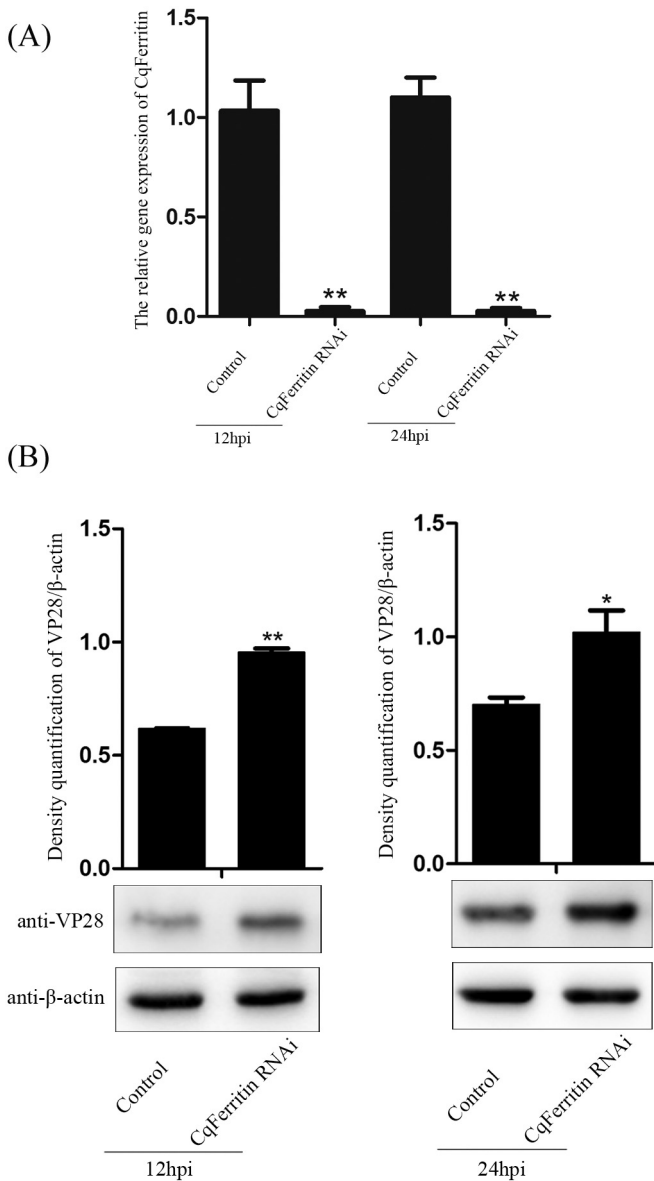 (A)
The relative gene expression of CqFerritin
1.5
1.0
0.5
0.0
**
**
Control
CqFerritin RNAi
Control
CqFerritin RNAi
12hpi
24hpi
(B)
Density quantification of VP28/β-actin
1.5
1.0
0.5
0.0
**
Density quantification of VP28/β-actin
1.5
1.0
0.5
0.0
*
anti-VP28
anti-β-actin
Control
CqFerritin RNAi
12hpi
Control
CqFerritin RNAi
24hpi